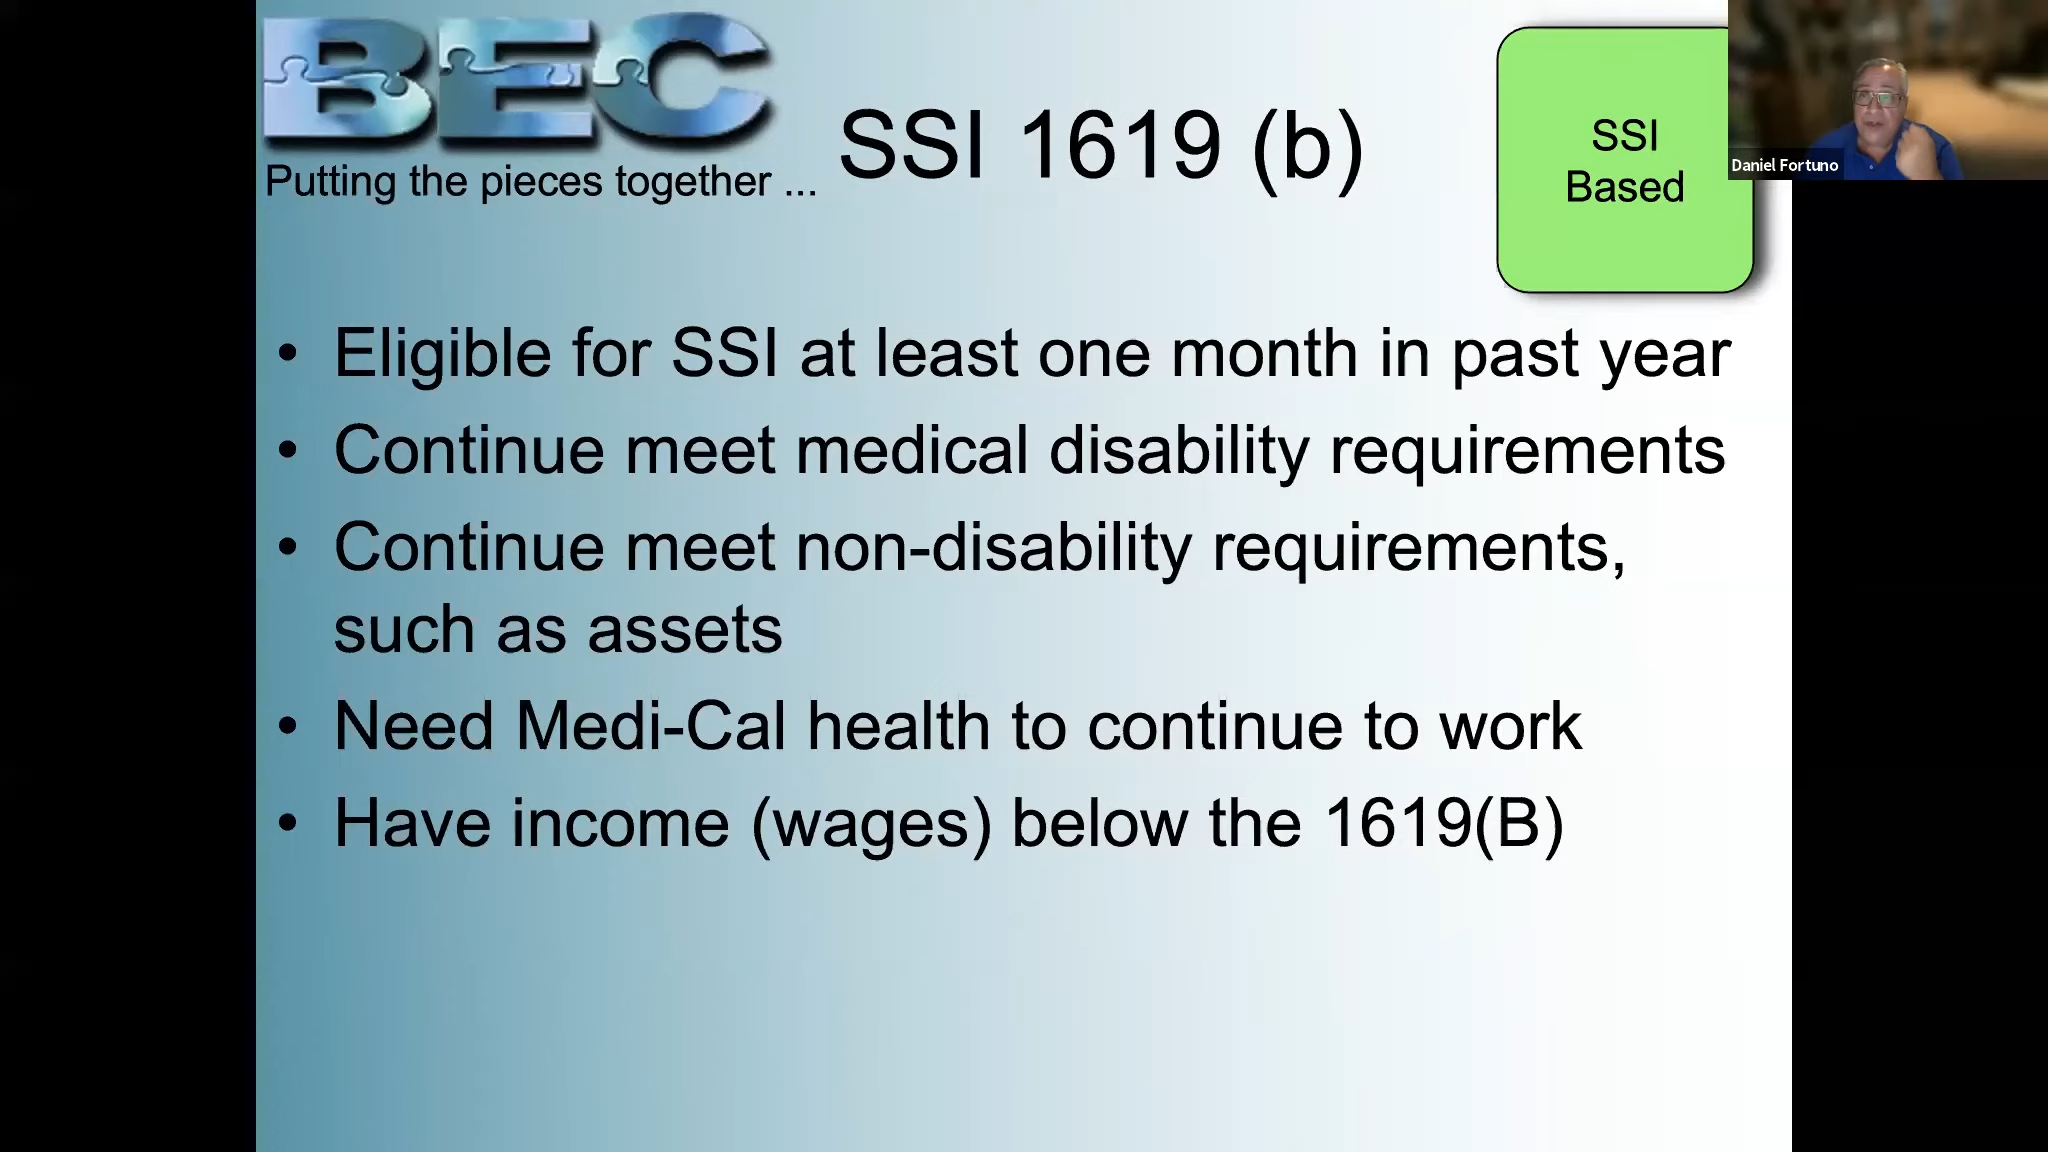 BEC
Putting the pieces together ...
SSI 1619 (b)
SSI
Based
Daniel Fortuno
• Eligible for SSI at least one month in past year
• Continue meet medical disability requirements
• Continue meet non-disability requirements,
such as assets
• Need Medi-Cal health to continue to work
• Have income (wages) below the 1619(B)